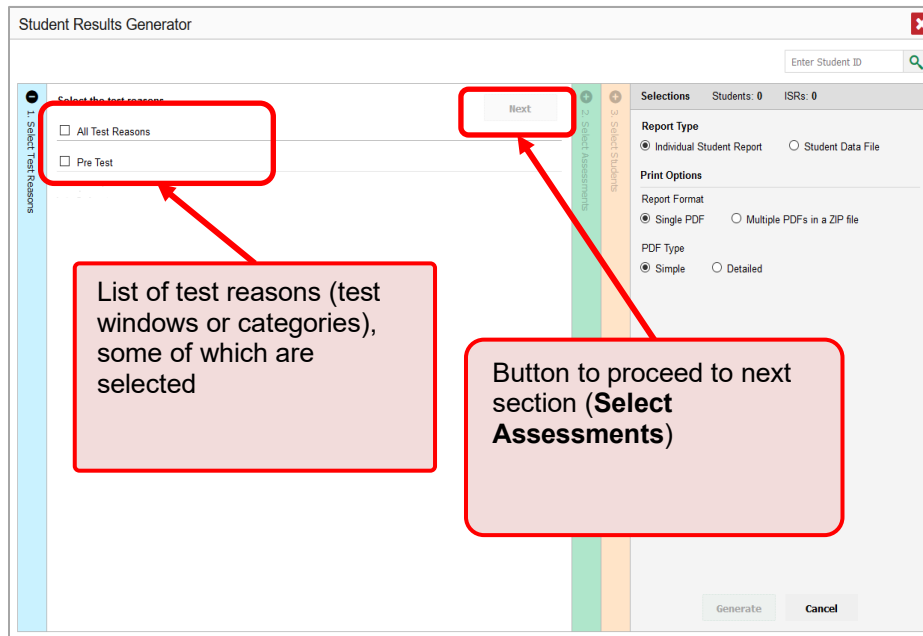 Student Results Generator
Enter Student ID
1. Select Test Reasons
Select the test reasons
Next
All Test Reasons
Pre Test
2. Select Assessments
3. Select Students
Selections Students: 0 ISRs: 0
Report Type
Individual Student Report Student Data File
Print Options
Report Format
Single PDF Multiple PDFs in a ZIP file
PDF Type
Simple Detailed
List of test reasons (test
windows or categories),
some of which are
selected
Button to proceed to next
section (Select
Assessments)
Generate Cancel